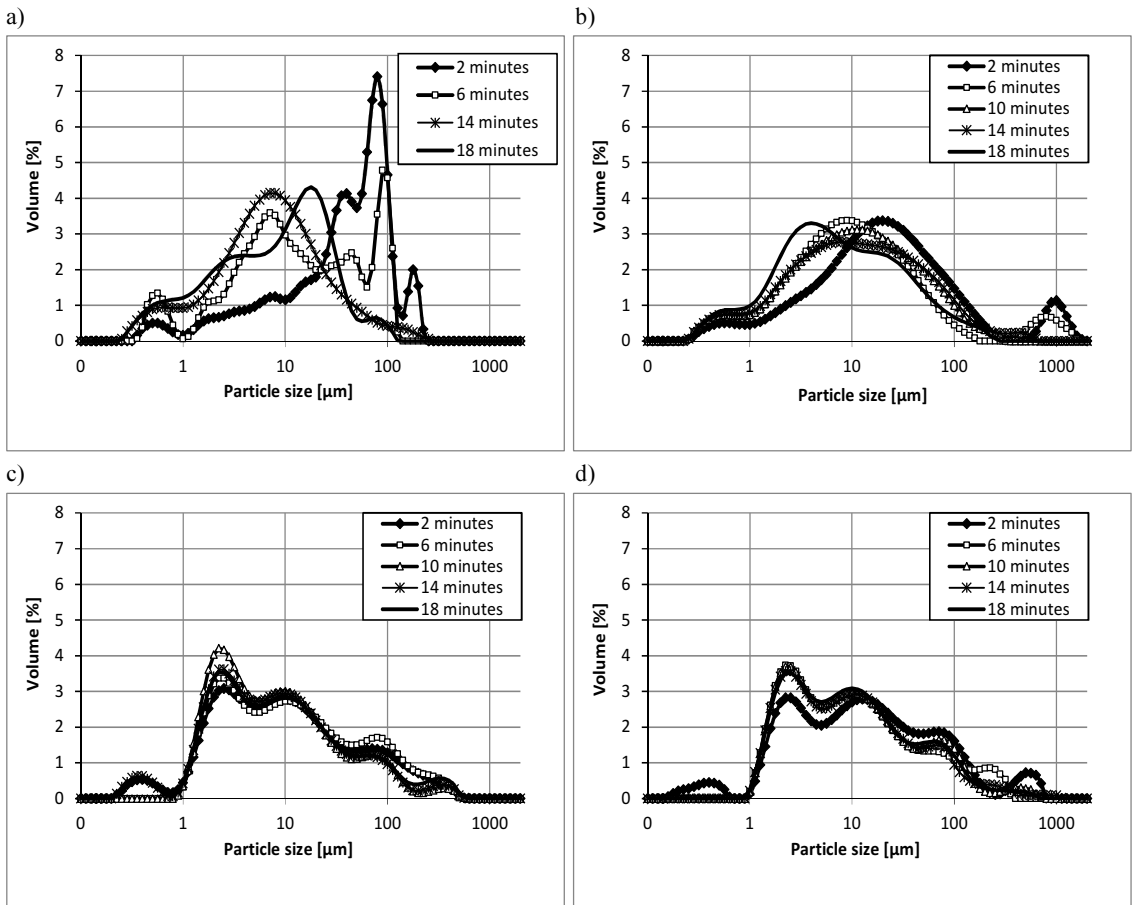 a)
8
7
6
5
4
3
2
1
0
Volume [%]
0 1 10 100 1000
Particle size [µm]
2 minutes
6 minutes
14 minutes
18 minutes
b)
8
7
6
5
4
3
2
1
0
Volume [%]
0 1 10 100 1000
Particle size [µm]
2 minutes
6 minutes
10 minutes
14 minutes
18 minutes
c)
8
7
6
5
4
3
2
1
0
Volume [%]
0 1 10 100 1000
Particle size [µm]
2 minutes
6 minutes
10 minutes
14 minutes
18 minutes
d)
8
7
6
5
4
3
2
1
0
Volume [%]
0 1 10 100 1000
Particle size [µm]
2 minutes
6 minutes
10 minutes
14 minutes
18 minutes